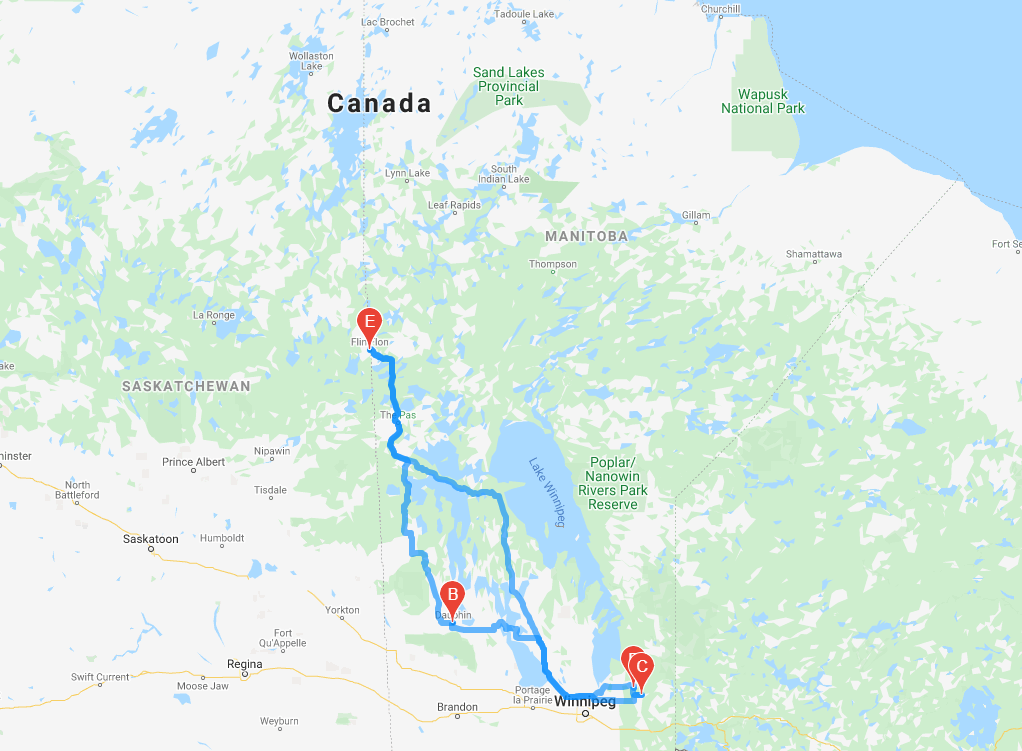 Churchill
Tadoule Lake
Lac Brochet
Wollaston
Lake
Sand Lakes
Provincial
Park
Wapusk
National Park
Canada
Lynn Lake
South
Indian Lake
Leaf Rapids
Gillam
MANITOBA
Shamattawa
Fort Se
Thompson
La Ronge
E
Flin Flon
ake
SASKATCHEWAN
The Pas
Nipawin
minster
Prince Albert
Poplar/
Nanowin
Rivers Park
Reserve
Lake Winnipeg
North
Battleford
Tisdale
Saskatoon
Humboldt
B
Dauphin
Yorkton
Fort
Qu'Appelle
C
Regina
Swift Current
Moose Jaw
Portage
la Prairie
Winnipeg
Brandon
Weyburn